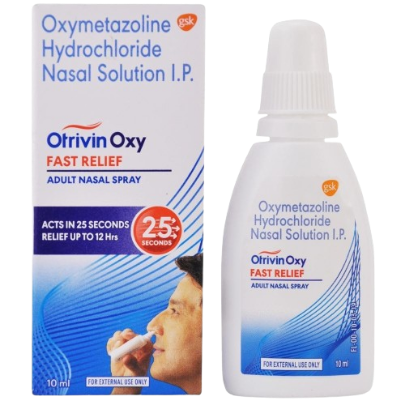 Oxymetazoline
Hydrochloride
Nasal Solution I.P.
gsk
Otrivin Oxy
FAST RELIEF
ADULT NASAL SPRAY
ACTS IN 25 SECONDS
RELIEF UP TO 12 Hrs
25
SECONDS
10 ml
FOR EXTERNAL USE ONLY
gsk
Oxymetazoline
Hydrochloride
Nasal Solution I.P.
Otrivin Oxy
FAST RELIEF
ADULT NASAL SPRAY
FOR EXTERNAL USE ONLY
10 ml